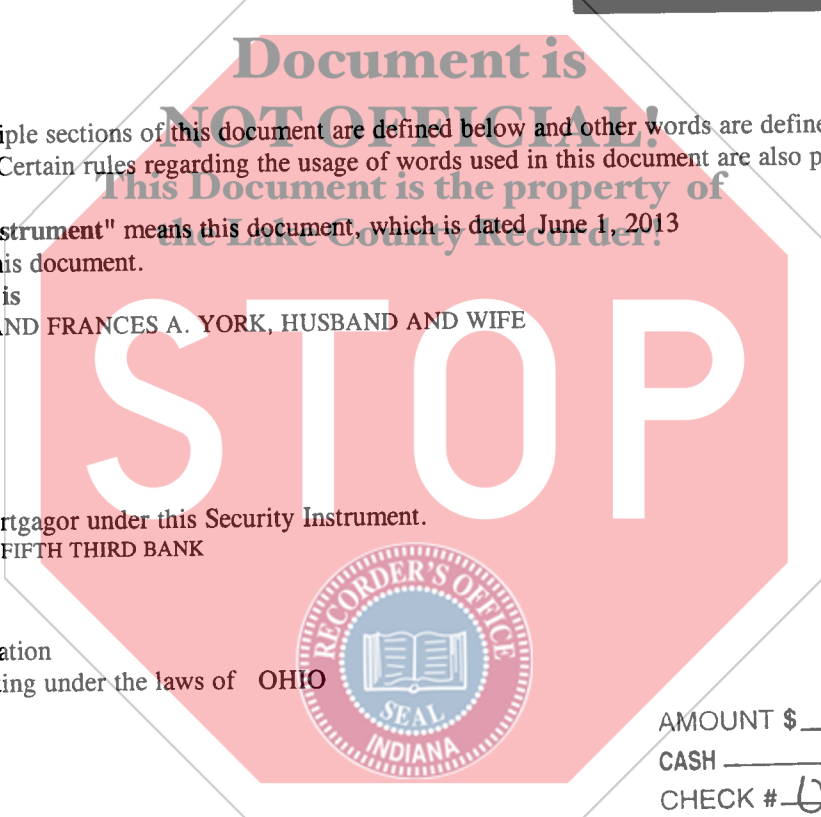 Document is
NOT OFFICIAL!
iple sections of this document are defined below and other words are define
Certain rules regarding the usage of words used in this document are also p
This Document is the property of
the Lake County Recorder!
strument" means this document, which is dated June 1, 2013
is document.
is
AND FRANCES A. YORK, HUSBAND AND WIFE
STOP
rtgagor under this Security Instrument.
FIFTH THIRD BANK
RECORDER'S OFFICE
SEAL
INDIANA
ation
ing under the laws of OHIO
AMOUNT $
CASH
CHECK #